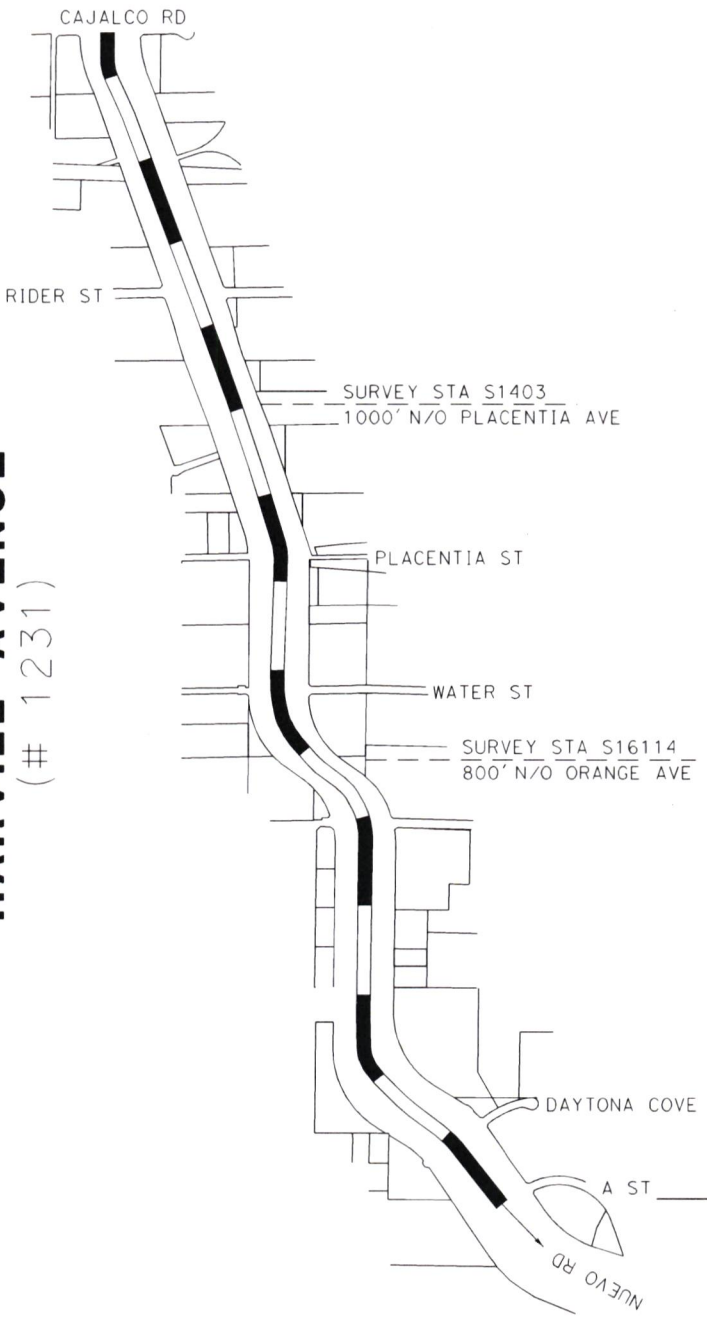 CAJALCO RD
RIDER ST
SURVEY STA S1403
1000' N/O PLACENTIA AVE
PLACENTIA ST
(# 1231)
WATER ST
SURVEY STA S16114
800' N/O ORANGE AVE
DAYTONA COVE
A ST
NUEVO RD